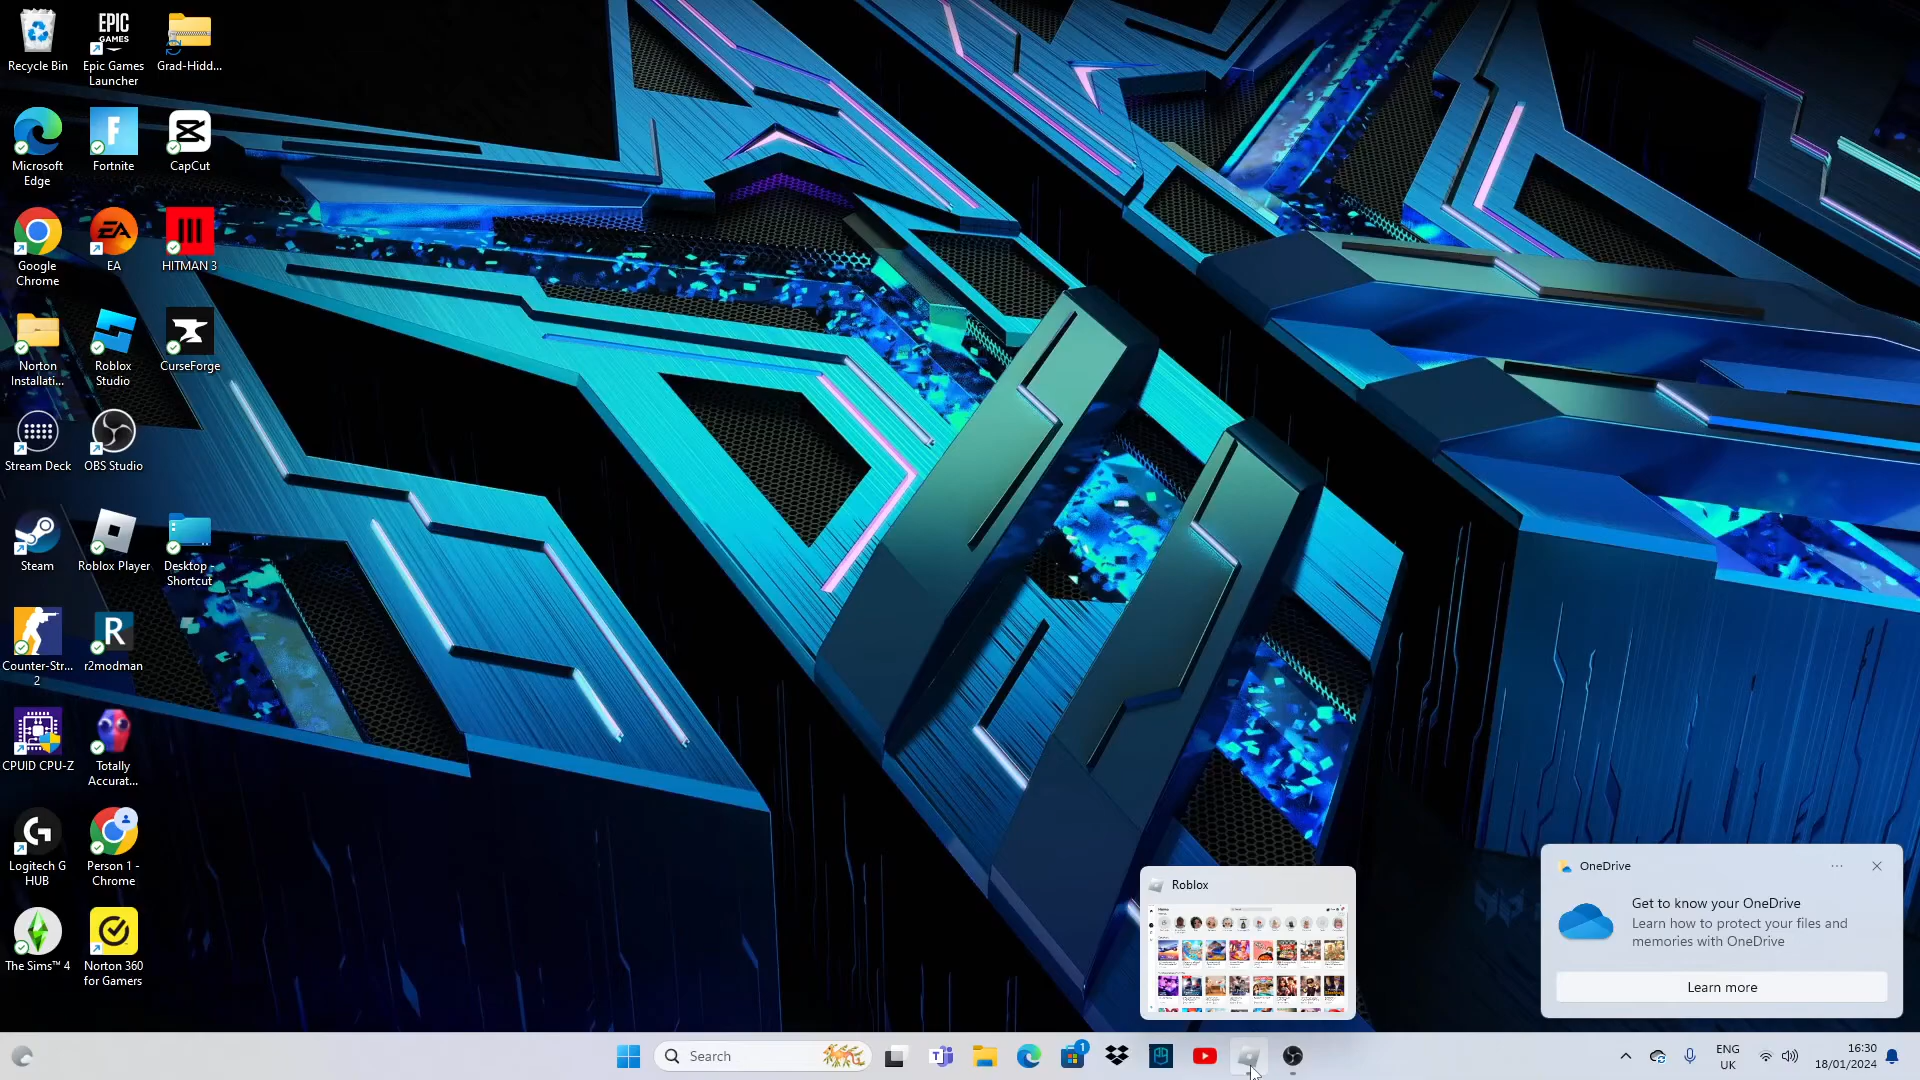 Recycle Bin
EPIC
GAMES
Epic Games
Launcher
Grad-Hidd...
Microsoft
Edge
F
Fortnite
CapCut
Google
Chrome
EA
EA
HITMAN 3
Norton
Installati...
Roblox
Studio
CurseForge
Stream Deck
OBS Studio
Steam
Roblox Player
Desktop -
Shortcut
Counter-Str...
2
R
r2modman
CPUID CPU-Z
Totally
Accurat...
Logitech G
HUB
Person 1 -
Chrome
The Sims™ 4
Norton 360
for Gamers
Roblox
OneDrive
Get to know your OneDrive
Learn how to protect your files and
memories with OneDrive
Learn more
Search
1
ENG
UK
16:30
18/01/2024